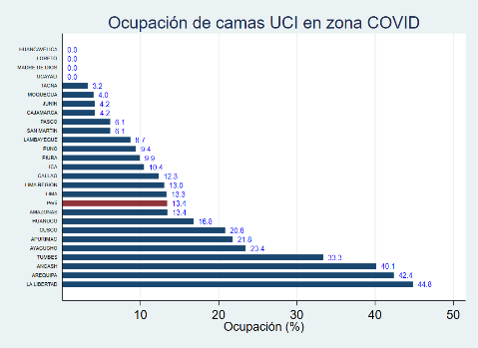 Ocupación de camas UCI en zona COVID
HUANCAVELICA 0.0
LORETO 0.0
MADRE DE DIOS 0.0
UCAYALI 0.0
TACNA 3.2
MOQUEGUA 4.0
JUNIN 4.2
CAJAMARCA 4.2
PASCO 6.1
SAN MARTIN 6.1
LAMBAYEQUE 8.7
PUNO 9.4
PIURA 9.9
ICA 10.4
CALLAO 12.3
LIMA REGION 13.0
LIMA 13.3
Perú 13.4
AMAZONAS 13.4
HUANUCO 16.8
CUSCO 20.8
APURIMAC 21.8
AYACUCHO 23.4
TUMBES 33.3
ANCASH 40.1
AREQUIPA 42.4
LA LIBERTAD 44.8
10 20 30 40 50
Ocupación (%)